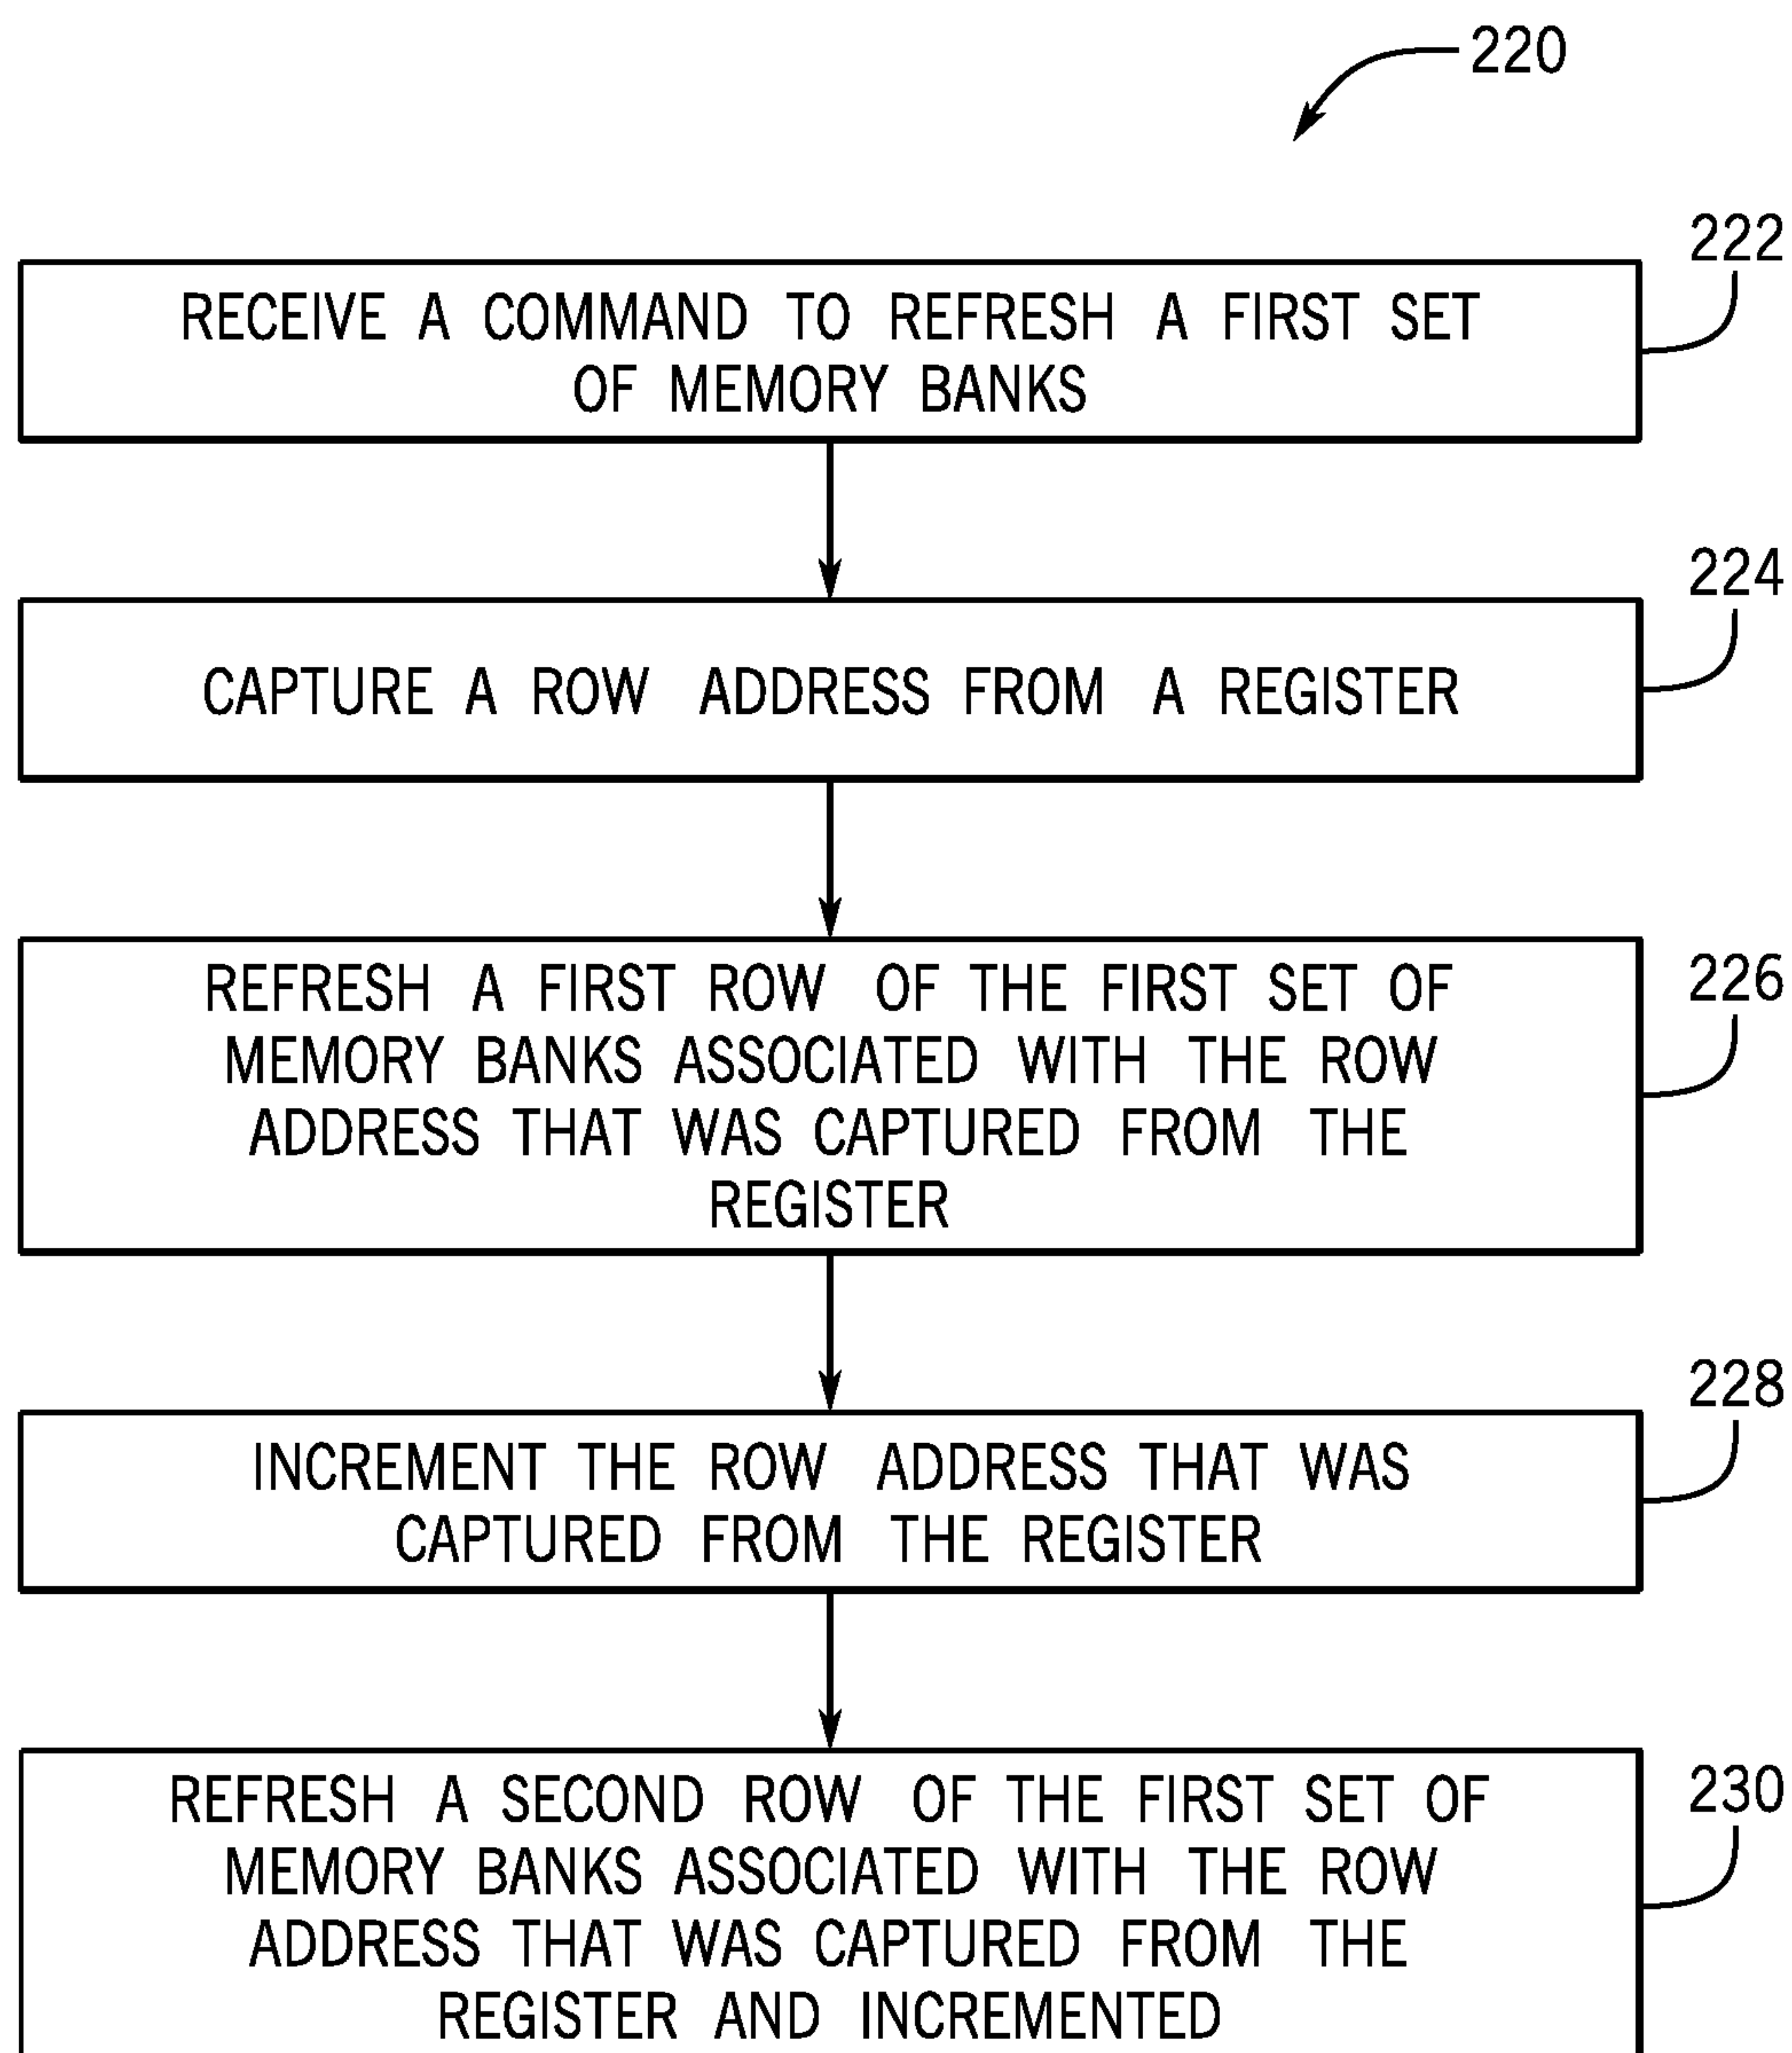 220
222
RECEIVE A COMMAND TO REFRESH A FIRST SET
OF MEMORY BANKS
224
CAPTURE A ROW ADDRESS FROM A REGISTER
226
REFRESH A FIRST ROW OF THE FIRST SET OF
MEMORY BANKS ASSOCIATED WITH THE ROW
ADDRESS THAT WAS CAPTURED FROM THE
REGISTER
228
INCREMENT THE ROW ADDRESS THAT WAS
CAPTURED FROM THE REGISTER
230
REFRESH A SECOND ROW OF THE FIRST SET OF
MEMORY BANKS ASSOCIATED WITH THE ROW
ADDRESS THAT WAS CAPTURED FROM THE
REGISTER AND INCREMENTED